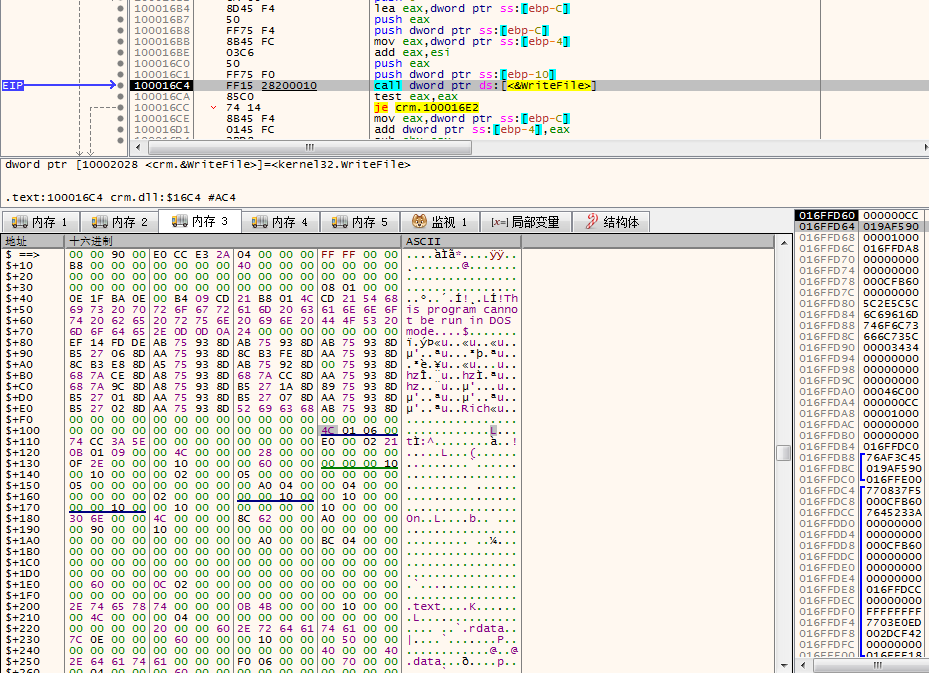 100016B4 8D45 F4 lea eax,dword ptr ss:[ebp-C]
100016B7 50 push eax
100016B8 FF75 F4 push dword ptr ss:[ebp-C]
100016BB 8B45 FC mov eax,dword ptr ss:[ebp-4]
100016BE 03C6 add eax,esi
100016C0 50 push eax
100016C1 FF75 F0 push dword ptr ss:[ebp-10]
EIP 100016C4 FF15 28200010 call dword ptr ds:[<&WriteFile>]
100016CA 85C0 test eax,eax
100016CC 74 14 je crm.100016E2
100016CE 8B45 F4 mov eax,dword ptr ss:[ebp-C]
100016D1 0145 FC add dword ptr ss:[ebp-4],eax
dword ptr [10002028 <crm.&WriteFile>]=<kernel32.WriteFile>
.text:100016C4 crm.dll:$16C4 #AC4
内存 1 内存 2 内存 3 内存 4 内存 5 监视 1 [x=] 局部变量 结构体
地址 十六进制 ASCII
$ ==> 00 00 90 00 E0 CC E3 2A 04 00 00 00 FF FF 00 00 ....àÌã*....ÿÿ..
$+10 B8 00 00 00 00 00 00 00 40 00 00 00 00 00 00 00 ¸.......@.......
$+20 00 00 00 00 00 00 00 00 00 00 00 00 00 00 00 00 ................
$+30 00 00 00 00 00 00 00 00 00 00 00 00 08 01 00 00 ................
$+40 0E 1F BA 0E 00 B4 09 CD 21 B8 01 4C CD 21 54 68 ..º..´.Í!¸.LÍ!Th
$+50 69 73 20 70 72 6F 67 72 61 6D 20 63 61 6E 6E 6F is program canno
$+60 74 20 62 65 20 72 75 6E 20 69 6E 20 44 4F 53 20 t be run in DOS
$+70 6D 6F 64 65 2E 0D 0D 0A 24 00 00 00 00 00 00 00 mode....$.......
$+80 EF 14 FD DE AB 75 93 8D AB 75 93 8D AB 75 93 8D ï.ýÞ«u..«u..«u..
$+90 B5 27 06 8D AA 75 93 8D 8C B3 FE 8D AA 75 93 8D µ'..ªu...³þ.ªu..
$+A0 8C B3 E8 8D A5 75 93 8D AB 75 92 8D 00 75 93 8D .³è.¥u..«u...u..
$+B0 68 7A CE 8D A8 75 93 8D 68 7A CC 8D AA 75 93 8D hzÎ.¨u..hzÌ.ªu..
$+C0 68 7A 9C 8D A8 75 93 8D B5 27 1A 8D 89 75 93 8D hz..¨u..µ'...u..
$+D0 B5 27 01 8D AA 75 93 8D B5 27 07 8D AA 75 93 8D µ'..ªu..µ'..ªu..
$+E0 B5 27 02 8D AA 75 93 8D 52 69 63 68 AB 75 93 8D µ'..ªu..Rich«u..
$+F0 00 00 00 00 00 00 00 00 00 00 00 00 00 00 00 00 ................
$+100 00 00 00 00 00 00 00 00 00 00 00 00 4C 01 06 00 ............L...
$+110 74 CC 3A 5E 00 00 00 00 00 00 00 00 E0 00 02 21 tÌ:^........à..!
$+120 0B 01 09 00 00 4C 00 00 00 28 00 00 00 00 00 00 .....L...(......
$+130 0F 2E 00 00 00 10 00 00 00 60 00 00 00 00 00 10 .........`......
$+140 00 10 00 00 00 02 00 00 05 00 00 00 00 00 00 00 ................
$+150 05 00 00 00 00 00 00 00 00 A0 04 00 00 04 00 00 ................
$+160 00 00 00 00 02 00 00 00 00 00 10 00 00 10 00 00 ................
$+170 00 00 10 00 00 10 00 00 00 00 00 00 10 00 00 00 ................
$+180 30 6E 00 00 4C 00 00 00 8C 62 00 00 A0 00 00 00 0n..L....b.. ...
$+190 00 90 00 00 10 00 00 00 00 00 00 00 00 00 00 00 ................
$+1A0 00 00 00 00 00 00 00 00 00 A0 00 00 BC 04 00 00 ......... ..¼...
$+1B0 00 00 00 00 00 00 00 00 00 00 00 00 00 00 00 00 ................
$+1C0 00 00 00 00 00 00 00 00 00 00 00 00 00 00 00 00 ................
$+1D0 00 00 00 00 00 00 00 00 00 00 00 00 00 00 00 00 ................
$+1E0 00 60 00 00 0C 02 00 00 00 00 00 00 00 00 00 00 .`..............
$+1F0 00 00 00 00 00 00 00 00 00 00 00 00 00 00 00 00 ................
$+200 2E 74 65 78 74 00 00 00 0B 4B 00 00 00 10 00 00 .text....K......
$+210 00 4C 00 00 00 04 00 00 00 00 00 00 00 00 00 00 .L..............
$+220 00 00 00 00 20 00 00 60 2E 72 64 61 74 61 00 00 .... ..`.rdata..
$+230 7C 0E 00 00 00 60 00 00 00 10 00 00 00 50 00 00 |....`.......P..
$+240 00 00 00 00 00 00 00 00 00 00 00 00 40 00 00 40 ............@..@
$+250 2E 64 61 74 61 00 00 00 F0 06 00 00 00 70 00 00 .data...ð....p..
016FFD60 000000CC
016FFD64 019AF590
016FFD68 00001000
016FFD6C 016FFDA8
016FFD70 00000000
016FFD74 00000000
016FFD78 000CFB60
016FFD7C 00000000
016FFD80 5C2E5C5C
016FFD84 6C69616D
016FFD88 746F6C73
016FFD8C 666C735C
016FFD90 00003434
016FFD94 00000000
016FFD98 00000000
016FFD9C 00000000
016FFDA0 00046C00
016FFDA4 000000CC
016FFDA8 00001000
016FFDAC 00000000
016FFDB0 00000000
016FFDB4 016FFDC0
016FFDB8 76AF3C45
016FFDBC 019AF590
016FFDC0 016FFE00
016FFDC4 770837F5
016FFDC8 000CFB60
016FFDCC 7645233A
016FFDD0 00000000
016FFDD4 00000000
016FFDD8 000CFB60
016FFDDC 00000000
016FFDE0 00000000
016FFDE4 00000000
016FFDE8 016FFDCC
016FFDEC 00000000
016FFDF0 FFFFFFFF
016FFDF4 7703E0ED
016FFDF8 002DCF42
016FFDFC 00000000